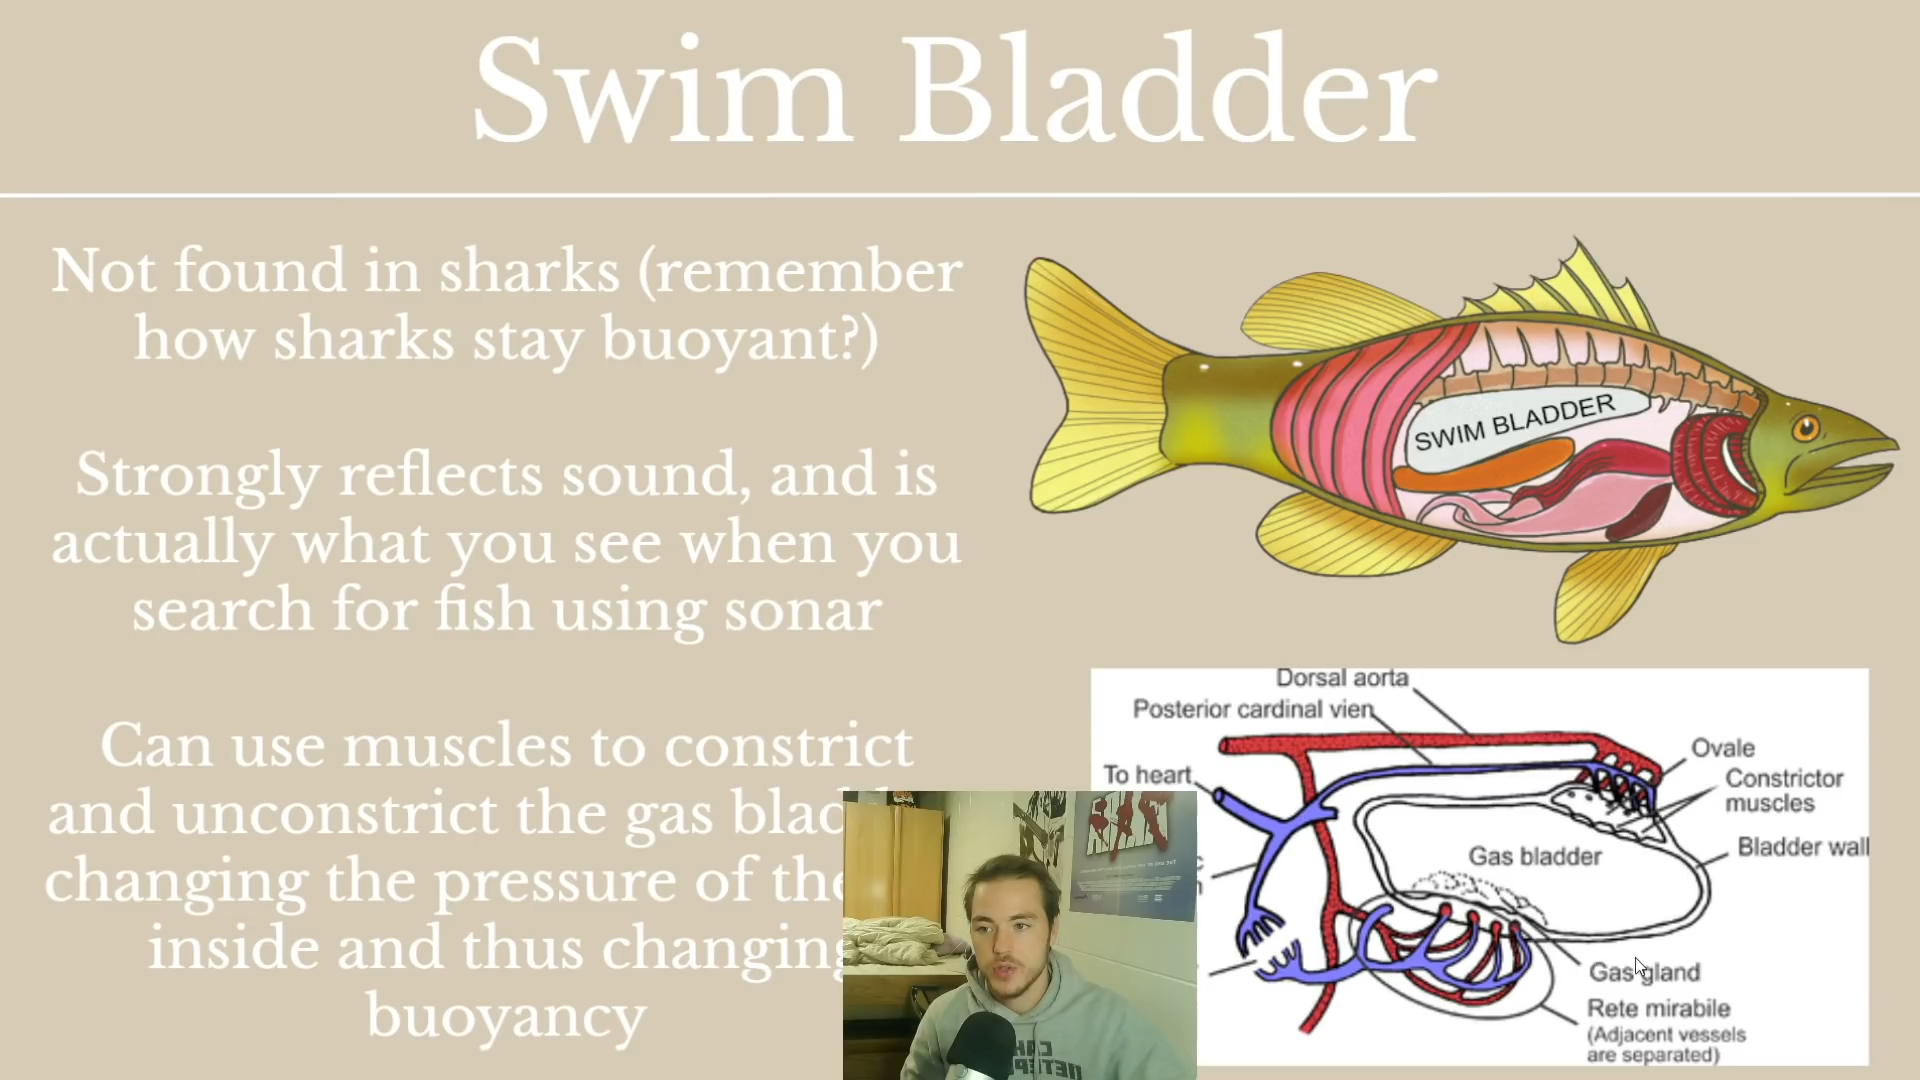 Swim Bladder
Not found in sharks (remember
how sharks stay buoyant?)
Strongly reflects sound, and is
actually what you see when you
search for fish using sonar
Can use muscles to constrict
and unconstrict the gas
changing the pressure of
inside and thus changing
buoyancy
SWIM BLADDER
Dorsal aorta
Posterior cardinal vien
To heart
Ovale
Constrictor
muscles
Bladder wall
Gas bladder
Gas gland
Rete mirabile
(Adjacent vessels
are separated)